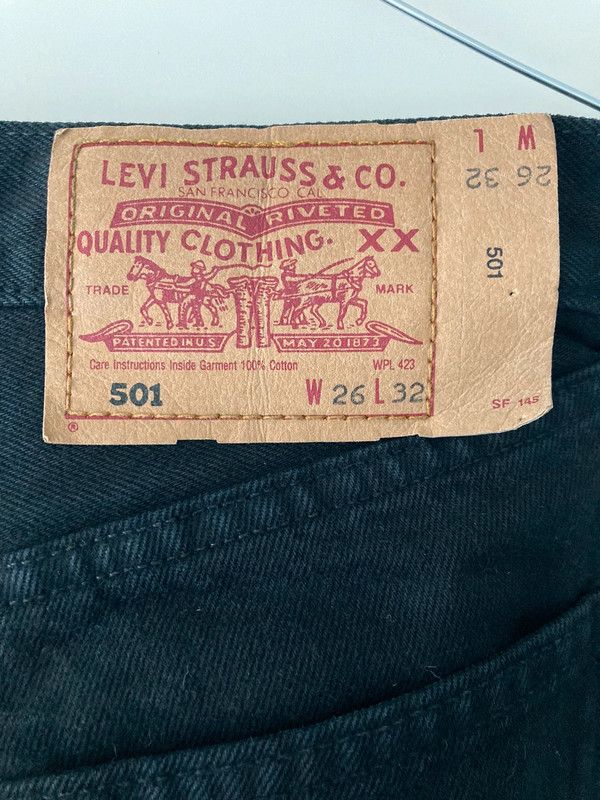 LEVI STRAUSS & CO.
SAN FRANCISCO CAL
ORIGINAL RIVETED
QUALITY CLOTHING. XX
TRADE MARK
PATENTED IN U.S. MAY 20 1873
Care Instructions Inside Garment 100% Cotton WPL 423
501 W 26 L 32
®
W L
26 32
501
SF 145